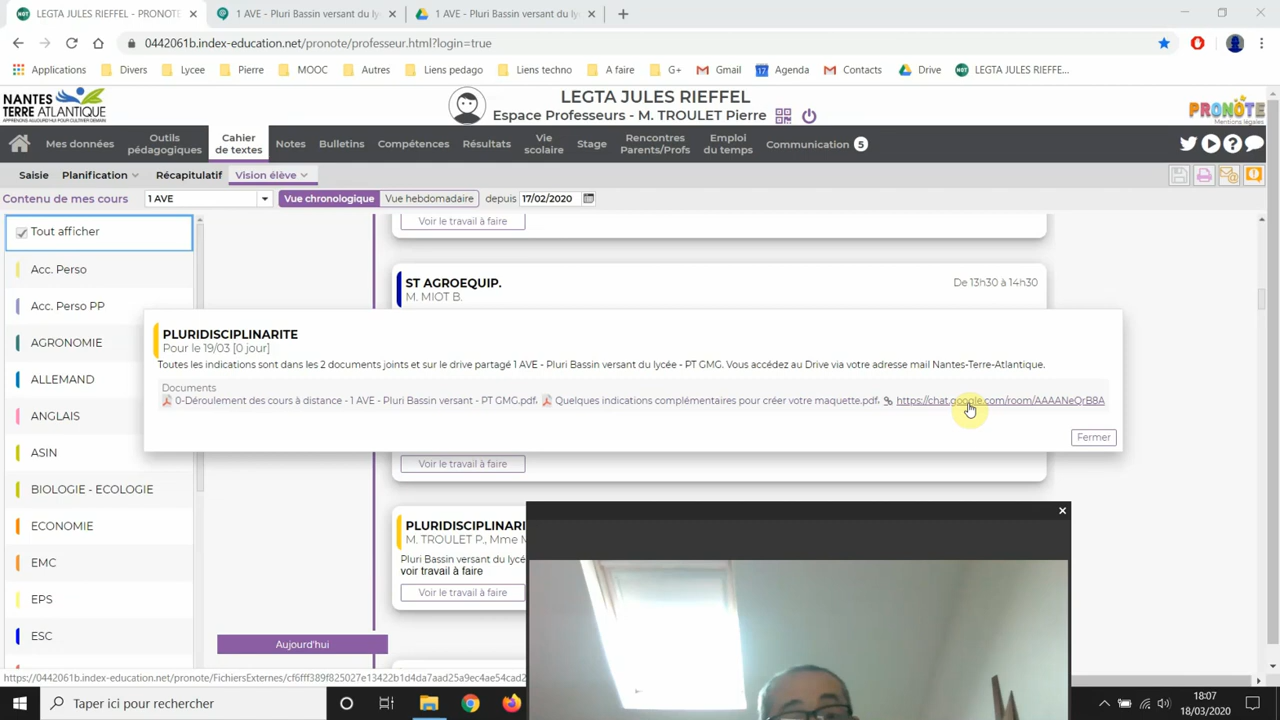 LEGTA JULES RIEFFEL - PRONOTE
1 AVE - Pluri Bassin versant du ly
1 AVE - Pluri Bassin versant du ly
0442061b.index-education.net/pronote/professeur.html?login=true
Applications Divers Lycee Pierre MOOC Autres Liens pedago Liens techno A faire G+ Gmail Agenda Contacts Drive LEGTA JULES RIEFFE...
NANTES
TERRE ATLANTIQUE
LEGTA JULES RIEFFEL
Espace Professeurs - M. TROULET Pierre
PRONOTE
Mentions légales
Mes données
Outils
pédagogiques
Cahier
de textes
Notes
Bulletins
Compétences
Résultats
Vie
scolaire
Stage
Rencontres
Parents/Profs
Emploi
du temps
Communication 5
Saisie Planification Récapitulatif Vision élève
Contenu de mes cours 1 AVE Vue chronologique Vue hebdomadaire depuis 17/02/2020
Tout afficher
Acc. Perso
Acc. Perso PP
AGRONOMIE
ALLEMAND
ANGLAIS
ASIN
BIOLOGIE - ECOLOGIE
ECONOMIE
EMC
EPS
ESC
Voir le travail à faire
ST AGROEQUIP. De 13h30 à 14h30
M. MIOT B.
PLURIDISCIPLINARITE
Pour le 19/03 [0 jour]
Toutes les indications sont dans les 2 documents joints et sur le drive partagé 1 AVE - Pluri Bassin versant du lycée - PT GMG. Vous accédez au Drive via votre adresse mail Nantes-Terre-Atlantique.
Documents
0-Déroulement des cours à distance - 1 AVE - Pluri Bassin versant - PT GMG.pdf, Quelques indications complémentaires pour créer votre maquette.pdf, https://chat.google.com/room/AAAANeQrB8A
Fermer
Voir le travail à faire
PLURIDISCIPLINARI
M. TROULET P., Mme M
Pluri Bassin versant du lycé
voir travail à faire
Voir le travail à faire
Aujourd'hui
Taper ici pour rechercher
18:07
18/03/2020